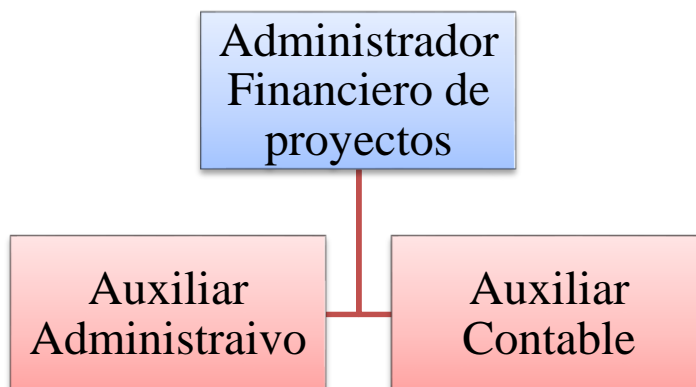 Administrador
Financiero de
proyectos
Auxiliar
Administraivo
Auxiliar
Contable